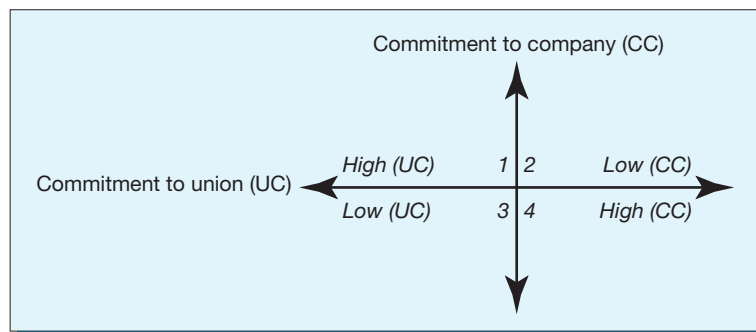 Commitment to company (CC)
High (UC) 1 2 Low (CC)
Commitment to union (UC)
Low (UC) 3 4 High (CC)